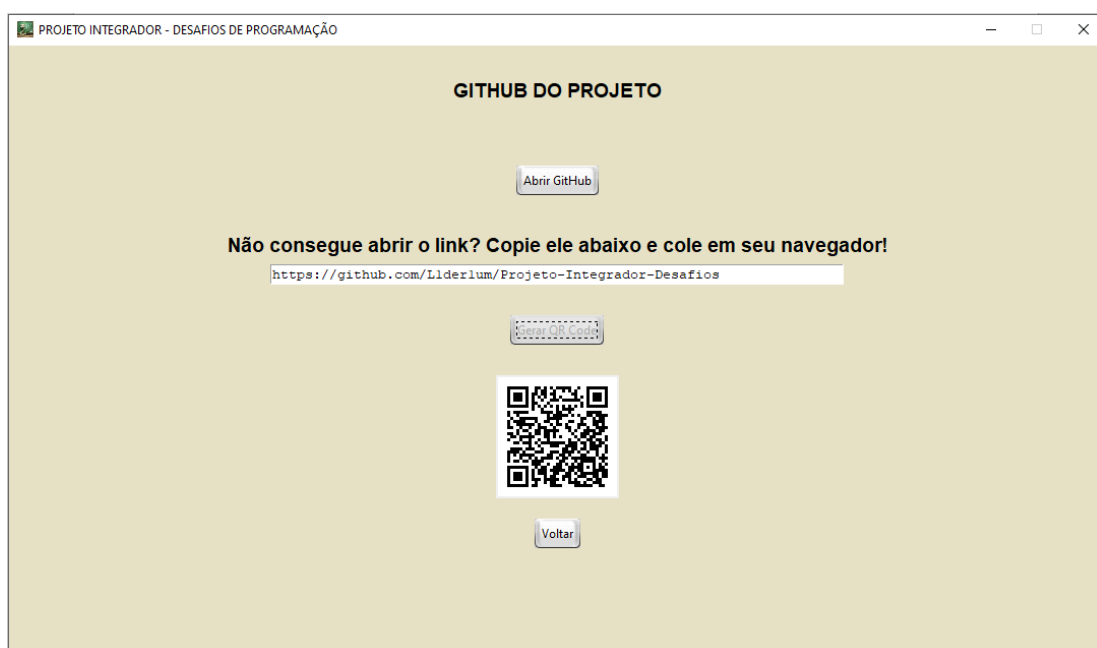 PROJETO INTEGRADOR - DESAFIOS DE PROGRAMAÇÃO
GITHUB DO PROJETO
Abrir GitHub
Não consegue abrir o link? Copie ele abaixo e cole em seu navegador!
https://github.com/L1der1um/Projeto-Integrador-Desafios
Gerar QR Code
Voltar